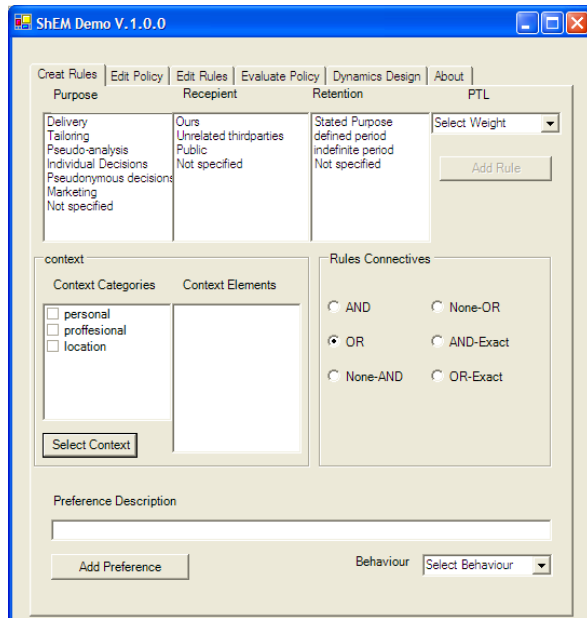 ShEM Demo V.1.0.0
Creat Rules Edit Policy Edit Rules Evaluate Policy Dynamics Design About
Purpose Recepient Retention PTL
Delivery
Tailoring
Pseudo-analysis
Individual Decisions
Pseudonymous decisions
Marketing
Not specified
Ours
Unrelated thirdparties
Public
Not specified
Stated Purpose
defined period
indefinite period
Not specified
Select Weight
Add Rule
context
Context Categories Context Elements
personal
proffesional
location
Select Context
Rules Connectives
AND None-OR
OR AND-Exact
None-AND OR-Exact
Preference Description
Add Preference
Behaviour Select Behaviour